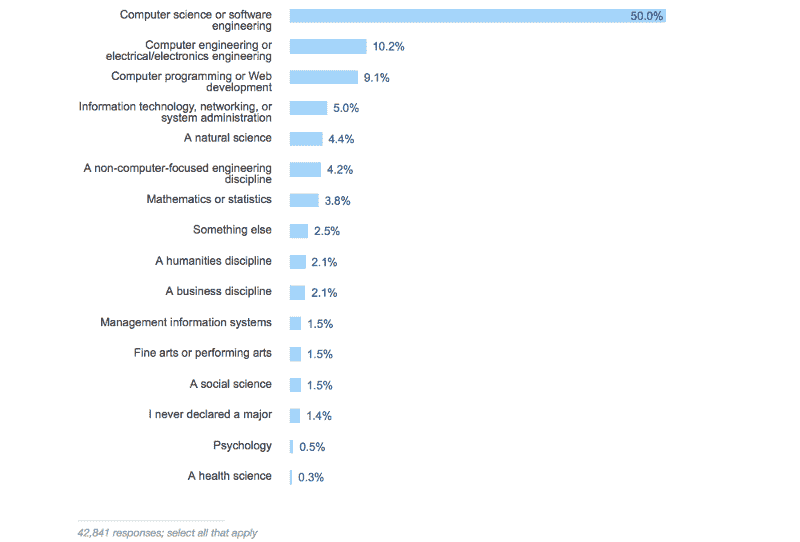 Computer science or software
engineering
50.0%
Computer engineering or
electrical/electronics engineering
10.2%
Computer programming or Web
development
9.1%
Information technology, networking, or
system administration
5.0%
A natural science
4.4%
A non-computer-focused engineering
discipline
4.2%
Mathematics or statistics
3.8%
Something else
2.5%
A humanities discipline
2.1%
A business discipline
2.1%
Management information systems
1.5%
Fine arts or performing arts
1.5%
A social science
1.5%
I never declared a major
1.4%
Psychology
0.5%
A health science
0.3%
42,841 responses; select all that apply